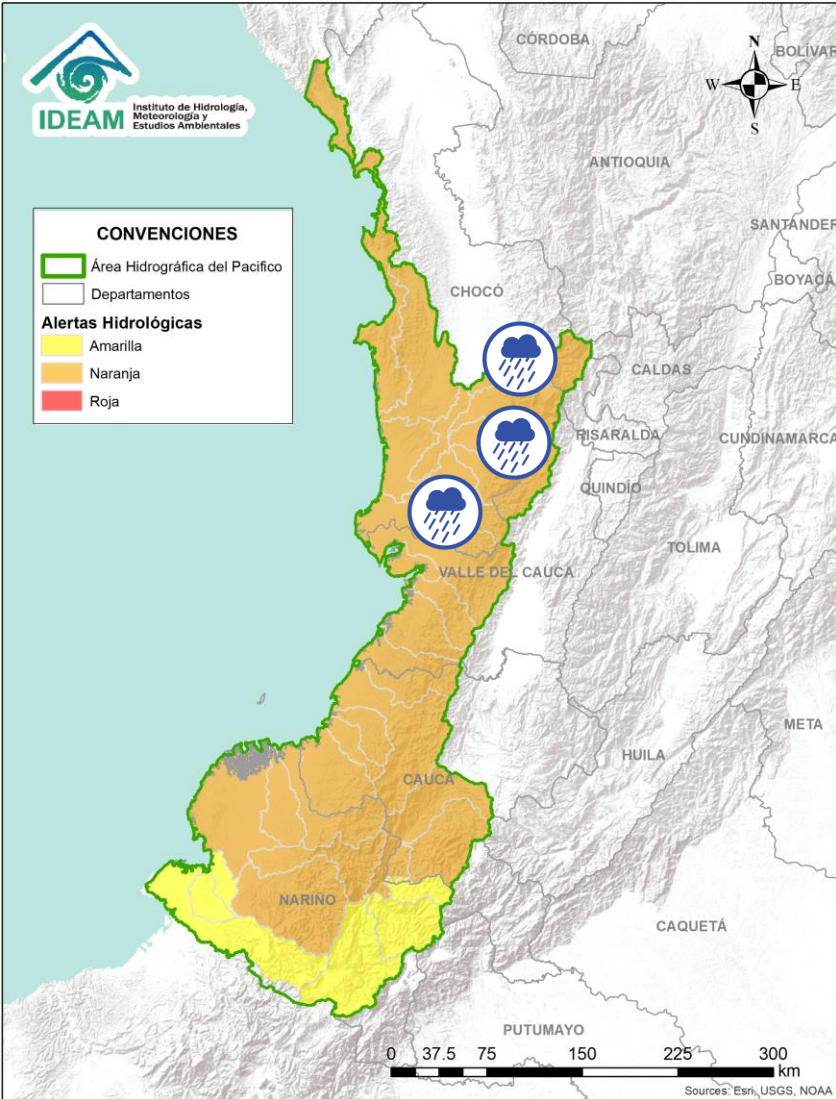 IDEAM
Instituto de Hidrología,
Meteorología y
Estudios Ambientales
N
W
E
S
CÓRDOBA
BOLÍVAR
ANTIOQUIA
SANTANDER
BOYACÁ
CHOCÓ
CALDAS
RISARALDA
CUNDINAMARCA
QUINDÍO
TOLIMA
VALLE DEL CAUCA
META
HUILA
CAUCA
NARIÑO
CAQUETÁ
PUTUMAYO
CONVENCIONES
Área Hidrográfica del Pacifico
Departamentos
Alertas Hidrológicas
Amarilla
Naranja
Roja
0 37.5 75 150 225 300
km
Sources: Esri, USGS, NOAA